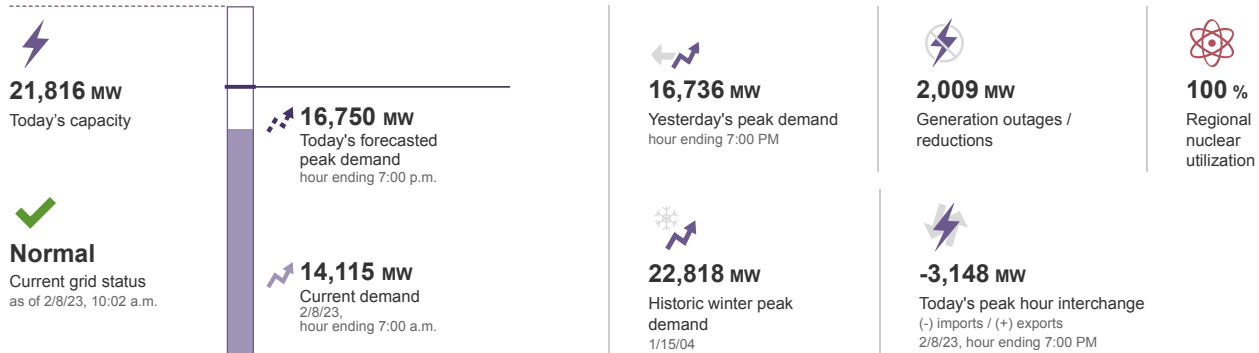 21,816 MW
Today's capacity
Normal
Current grid status
as of 2/8/23, 10:02 a.m.
16,750 MW
Today's forecasted
peak demand
hour ending 7:00 p.m.
14,115 MW
Current demand
2/8/23,
hour ending 7:00 a.m.
16,736 MW
Yesterday's peak demand
hour ending 7:00 PM
2,009 MW
Generation outages /
reductions
100 %
Regional
nuclear
utilization
22,818 MW
Historic winter peak
demand
1/15/04
-3,148 MW
Today's peak hour interchange
(-) imports / (+) exports
2/8/23, hour ending 7:00 PM